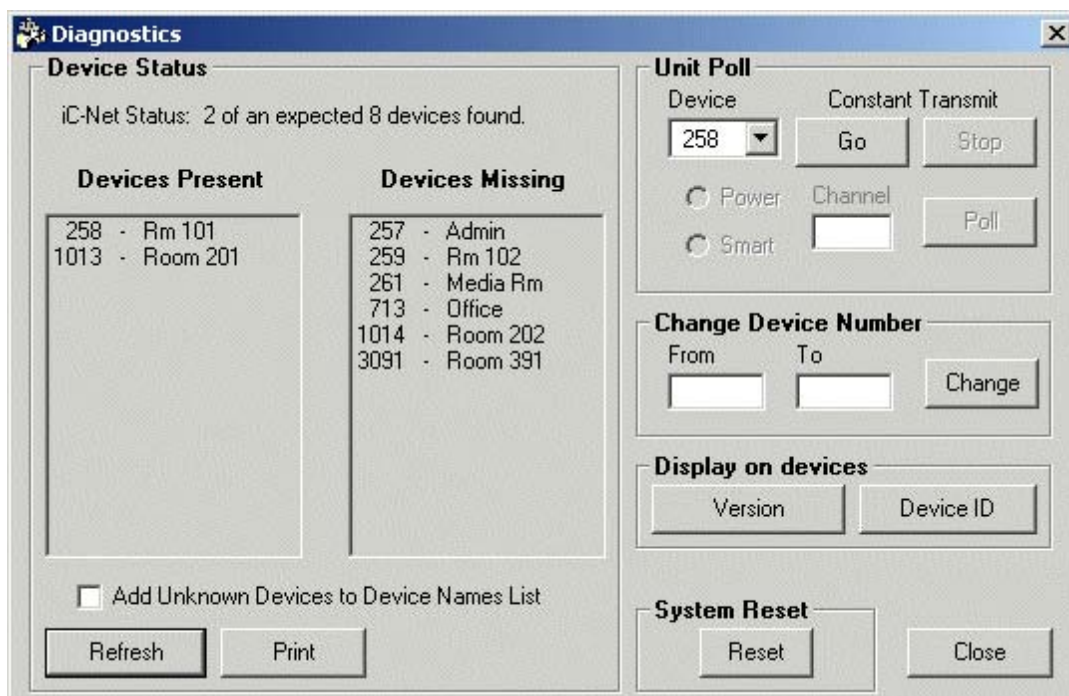 Diagnostics
Device Status
iC-Net Status: 2 of an expected 8 devices found.
Devices Present
258 - Rm 101
1013 - Room 201
Devices Missing
257 - Admin
259 - Rm 102
261 - Media Rm
713 - Office
1014 - Room 202
3091 - Room 391
Add Unknown Devices to Device Names List
Refresh
Print
Unit Poll
Device
Constant Transmit
258
Go
Stop
Power
Channel
Smart
Poll
Change Device Number
From
To
Change
Display on devices
Version
Device ID
System Reset
Reset
Close